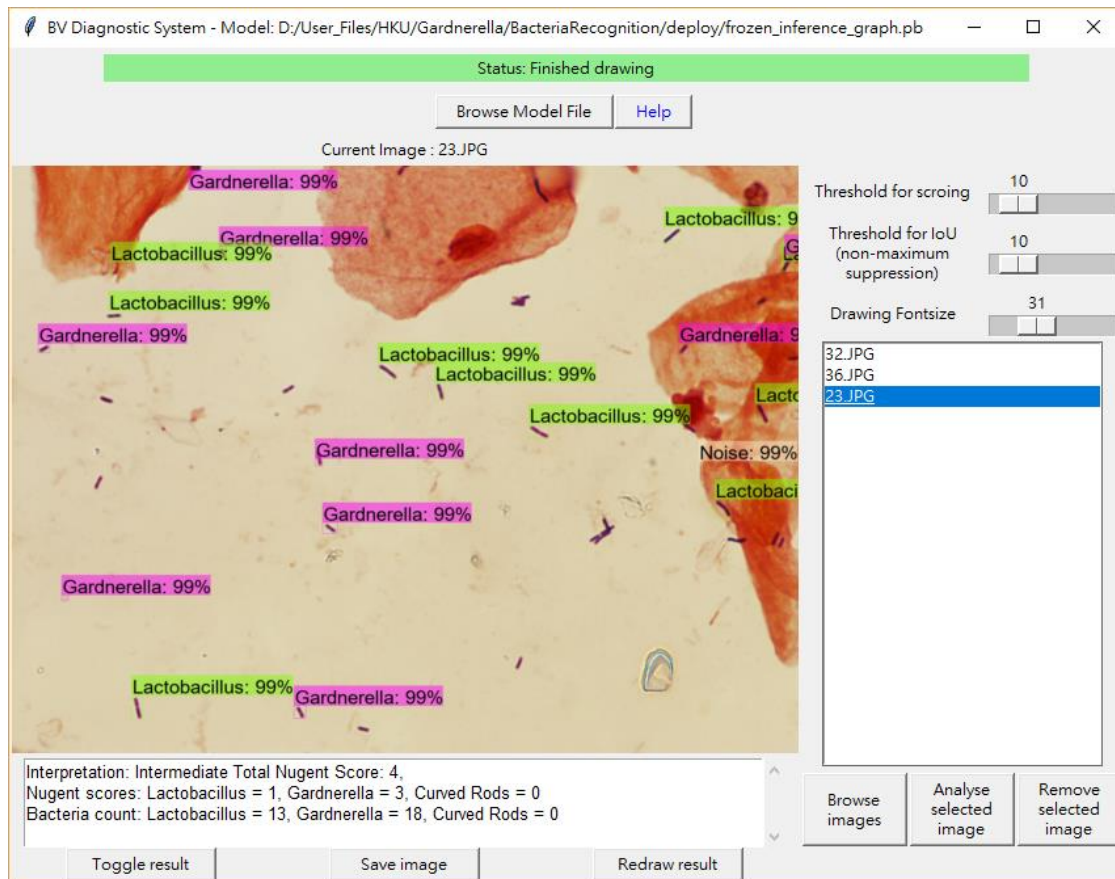 BV Diagnostic System - Model: D:/User_Files/HKU/Gardnerella/BacteriaRecognition/deploy/frozen_inference_graph.pb
Status: Finished drawing
Browse Model File Help
Current Image : 23.JPG
Gardnerella: 99%
Gardnerella: 99%
Lactobacillus: 99%
Lactobacillus: 9
G
La
Lactobacillus: 99%
Gardnerella: 99%
Gardnerella: 9
Lactobacillus: 99%
Lactobacillus: 99%
Lacto
Lactobacillus: 99%
Gardnerella: 99%
Noise: 99%
Lactobaci
Gardnerella: 99%
Gardnerella: 99%
Lactobacillus: 99%
Gardnerella: 99%
Threshold for scroing
10
Threshold for IoU
(non-maximum
suppression)
10
Drawing Fontsize
31
32.JPG
36.JPG
23.JPG
Interpretation: Intermediate Total Nugent Score: 4,
Nugent scores: Lactobacillus = 1, Gardnerella = 3, Curved Rods = 0
Bacteria count: Lactobacillus = 13, Gardnerella = 18, Curved Rods = 0
Browse
images
Analyse
selected
image
Remove
selected
image
Toggle result Save image Redraw result